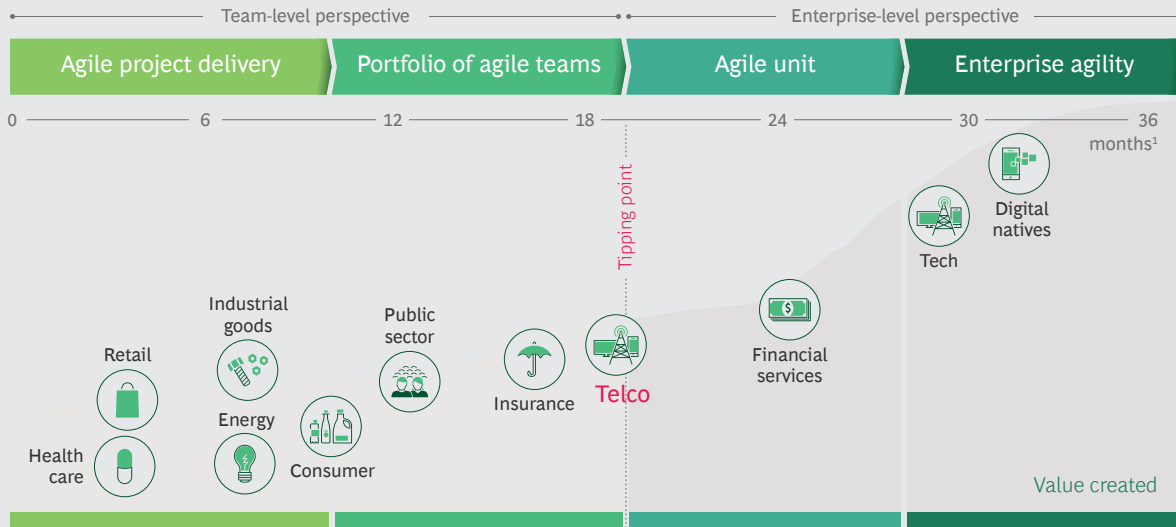 Team-level perspective
Enterprise-level perspective
Agile project delivery
Portfolio of agile teams
Agile unit
Enterprise agility
0
6
12
18
24
30
36
months¹
Tipping point
Digital
natives
Tech
Industrial
goods
Public
sector
Retail
$
Financial
services
Insurance
Telco
Energy
Health
care
Consumer
Value created